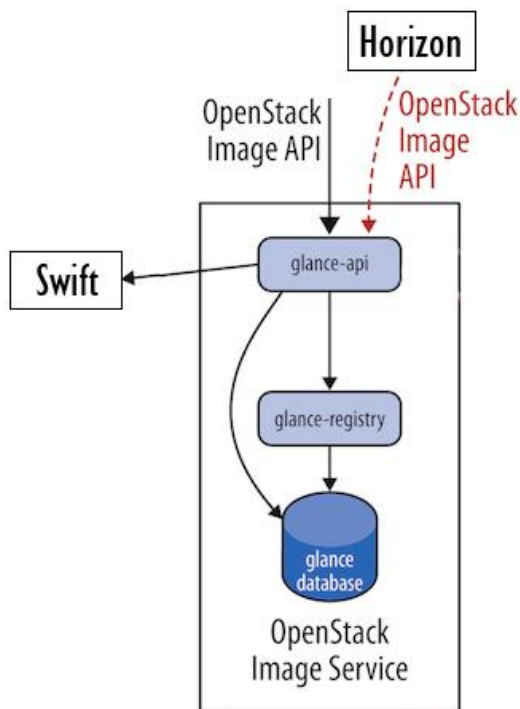 Horizon
OpenStack
Image API
OpenStack
Image
API
glance-api
Swift
glance-registry
glance
database
OpenStack
Image Service